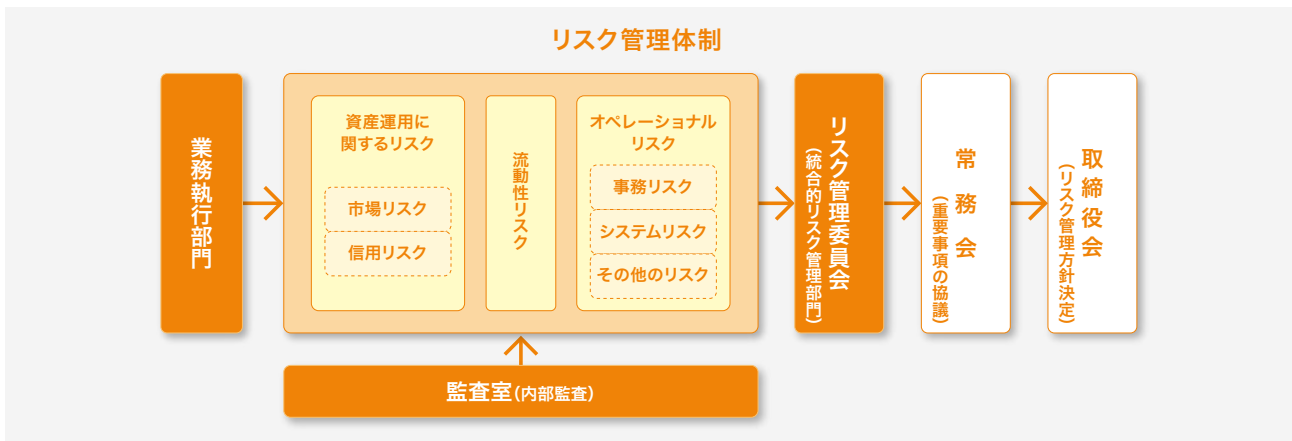 リスク管理体制
業務執行部門
資産運用に
関するリスク
市場リスク
信用リスク
流動性リスク
オペレーショナル
リスク
事務リスク
システムリスク
その他のリスク
リスク管理委員会
(統合的リスク管理部門)
常務会
(重要事項の協議)
取締役会
(リスク管理方針決定)
監査室(内部監査)